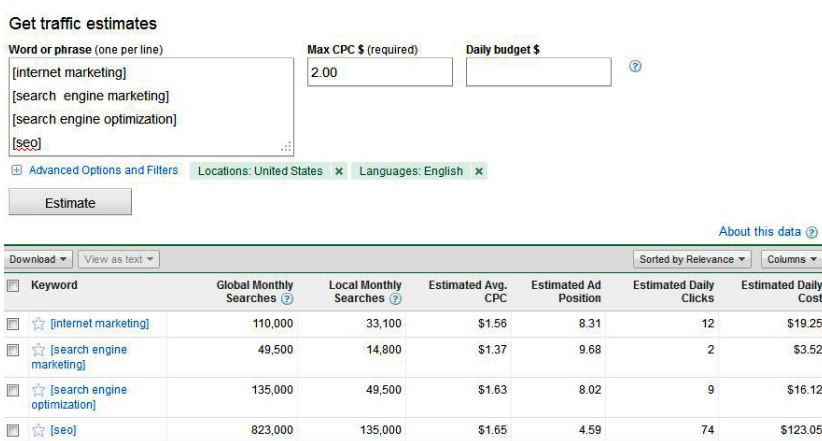 Get traffic estimates
Word or phrase (one per line) Max CPC $ (required) Daily budget $
[internet marketing] 2.00
[search engine marketing]
[search engine optimization]
[seo]
Advanced Options and Filters Locations: United States × Languages: English ×
Estimate
About this data ?
Download View as text Sorted by Relevance Columns
Keyword Global Monthly Local Monthly Estimated Avg. Estimated Ad Estimated Daily Estimated Daily
Searches ? Searches ? CPC Position Clicks Cost
[internet marketing] 110,000 33,100 $1.56 8.31 12 $19.25
[search engine 49,500 14,800 $1.37 9.68 2 $3.52
marketing]
[search engine 135,000 49,500 $1.63 8.02 9 $16.12
optimization]
[seo] 823,000 135,000 $1.65 4.59 74 $123.05